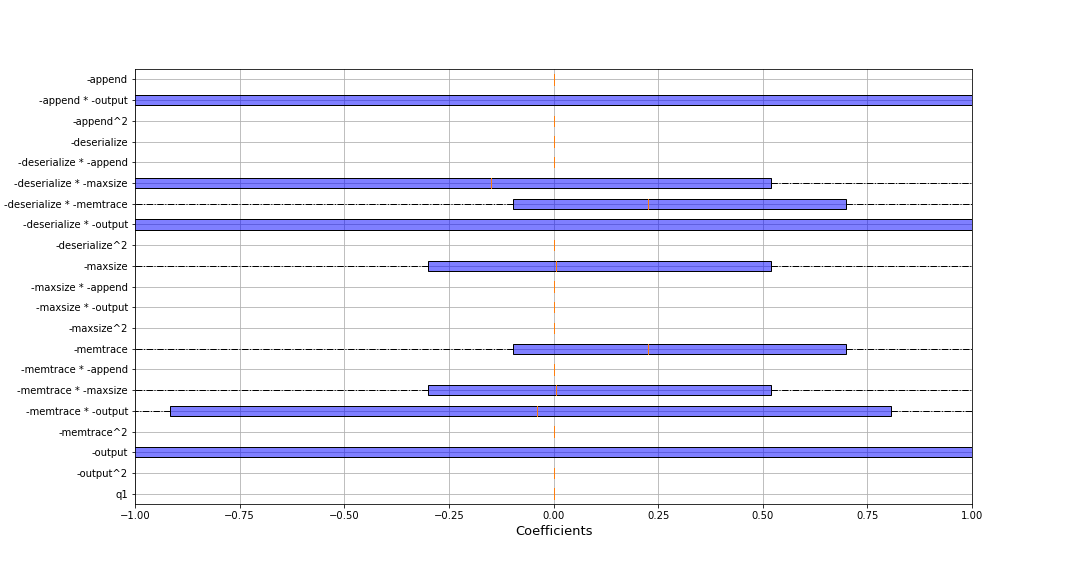 -append
-append * -output
-append^2
-deserialize
-deserialize * -append
-deserialize * -maxsize
-deserialize * -memtrace
-deserialize * -output
-deserialize^2
-maxsize
-maxsize * -append
-maxsize * -output
-maxsize^2
-memtrace
-memtrace * -append
-memtrace * -maxsize
-memtrace * -output
-memtrace^2
-output
-output^2
q1
−1.00 −0.75 −0.50 −0.25 0.00 0.25 0.50 0.75 1.00
Coefficients